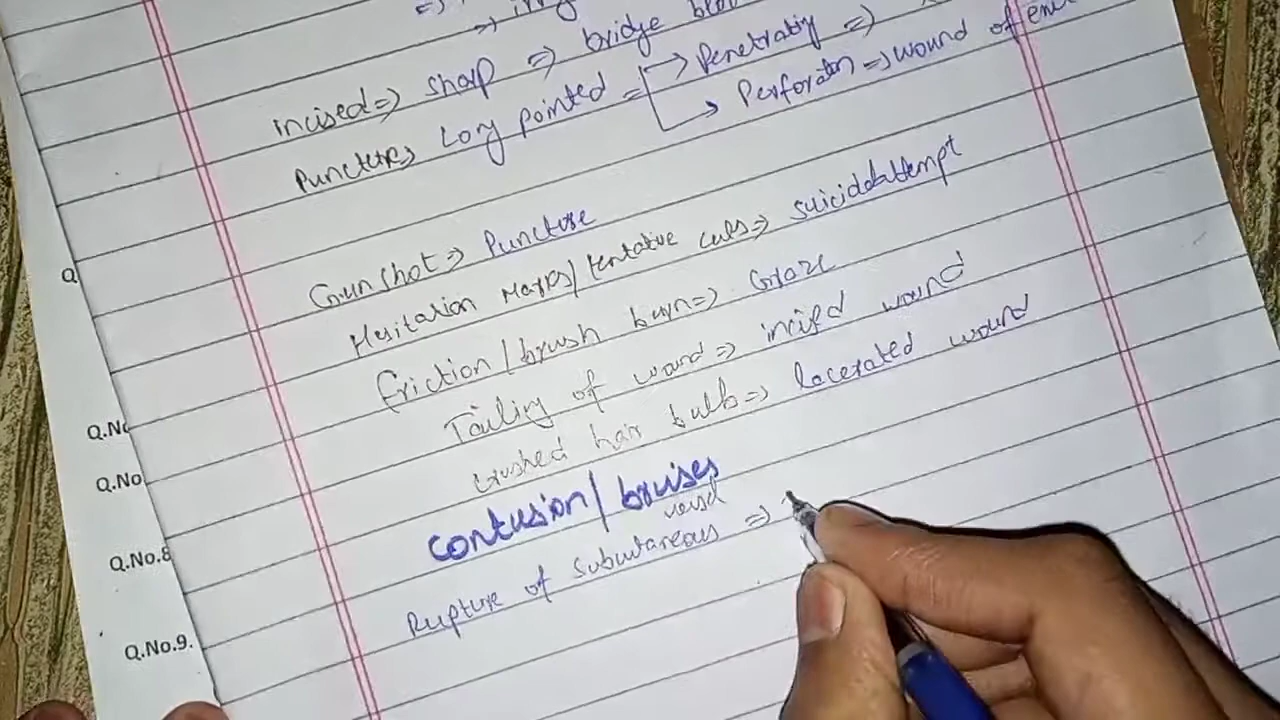 incised => sharp => bridge
Puncture Long pointed => Penetrating =>
Perforation => wound of
Gunshot => Puncture
Hesitation Marks/tentative cuts => suicidal attempt
Friction/brush burn => Graze
Q
Tailing of wound => incised wound
crushed hair bulb => lacerated wound
Q.No
Q.No
contusion/bruises
Rupture of subcutaneous vessel =>
Q.No.8
Q.No.9.